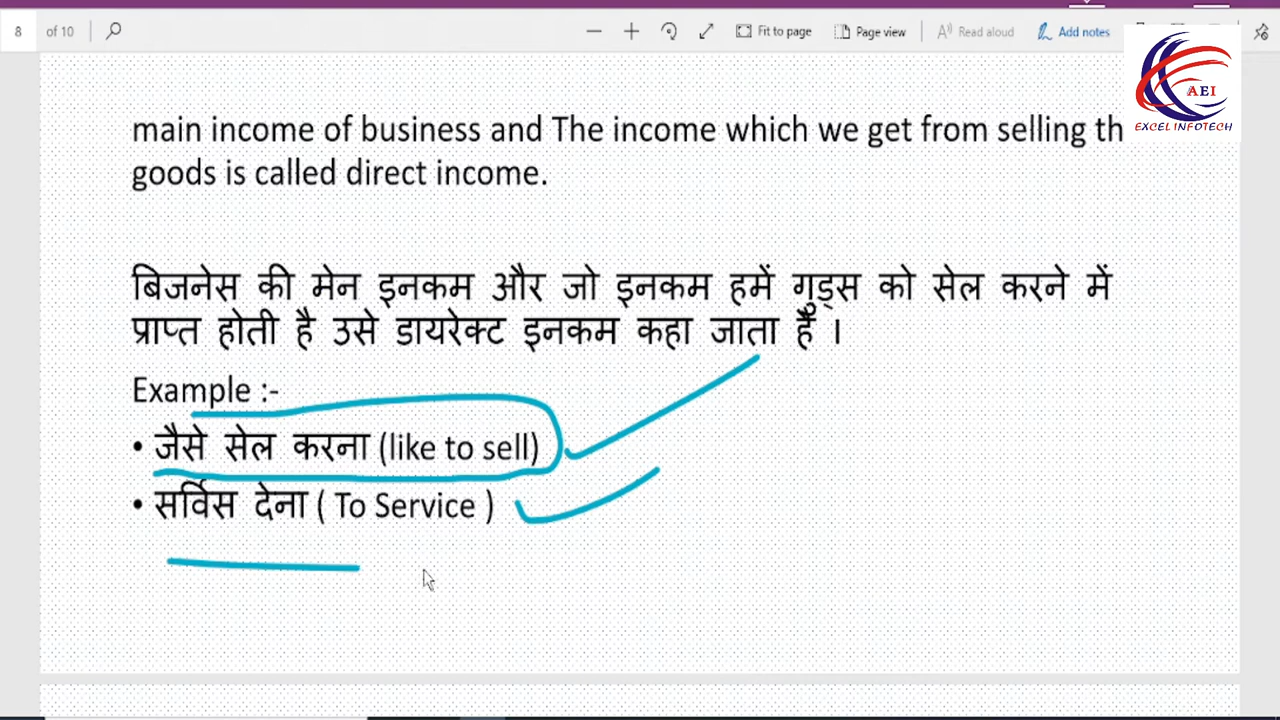 8 of 10 Fit to page Page view Read aloud Add notes
AEI
EXCEL INFOTECH
main income of business and The income which we get from selling th
goods is called direct income.
बिजनेस की मेन इनकम और जो इनकम हमें गुड्स को सेल करने में
प्राप्त होती है उसे डायरेक्ट इनकम कहा जाता है ।
Example :-
• जैसे सेल करना (like to sell)
• सर्विस देना ( To Service )